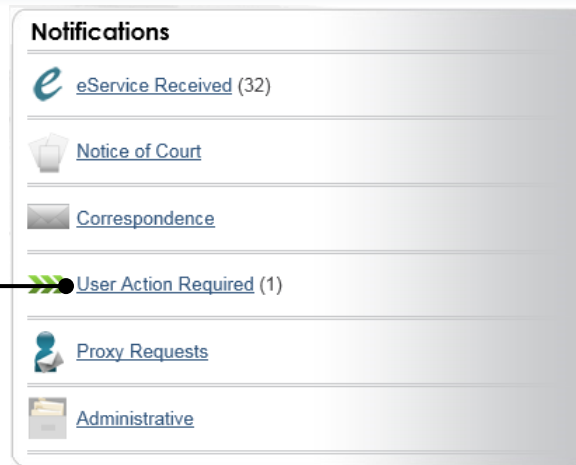 Notifications
eService Received (32)
Notice of Court
Correspondence
User Action Required (1)
Proxy Requests
Administrative